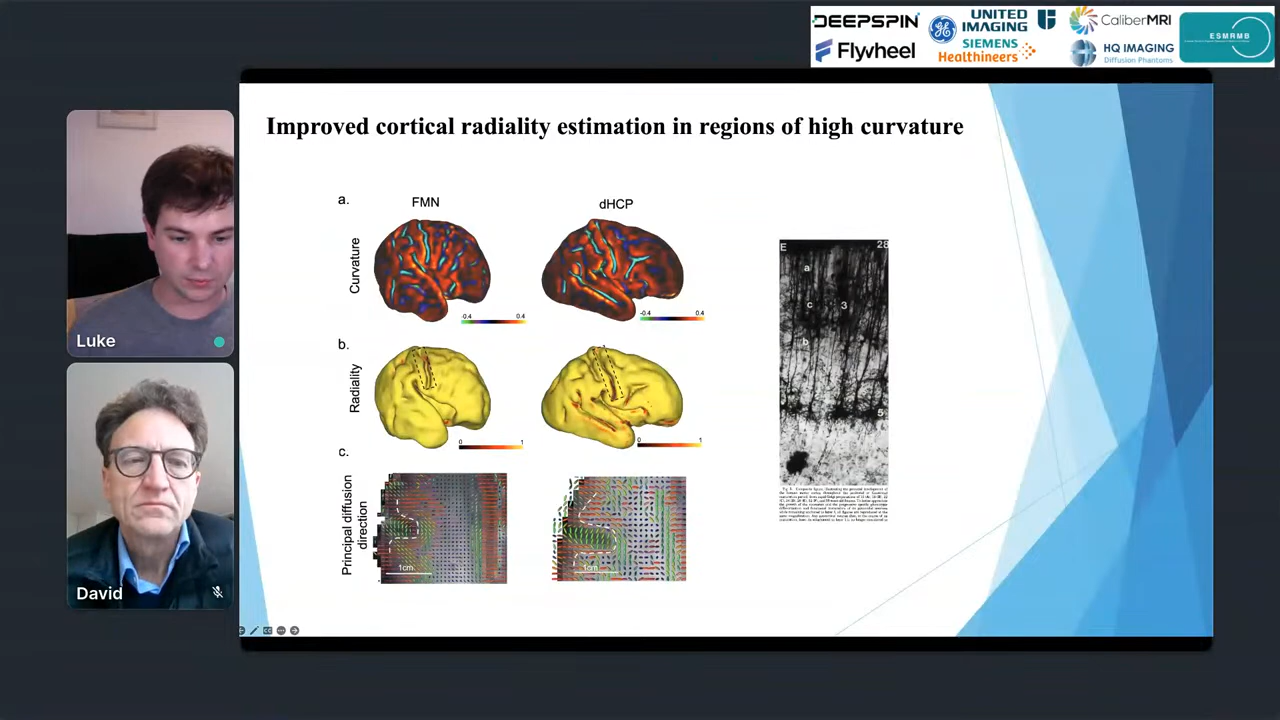 DEEPSPIN
UNITED
IMAGING
CaliberMRI
Flywheel
SIEMENS
Healthineers
HQ IMAGING
Diffusion Phantoms
ESMRMB
Improved cortical radiality estimation in regions of high curvature
a.
FMN
dHCP
Curvature
-0.4
0.4
-0.4
0.4
b.
Radiality
0
1
0
1
c.
Principal diffusion
direction
1cm
1cm
E
28
a
c
3
b
5
Luke
David